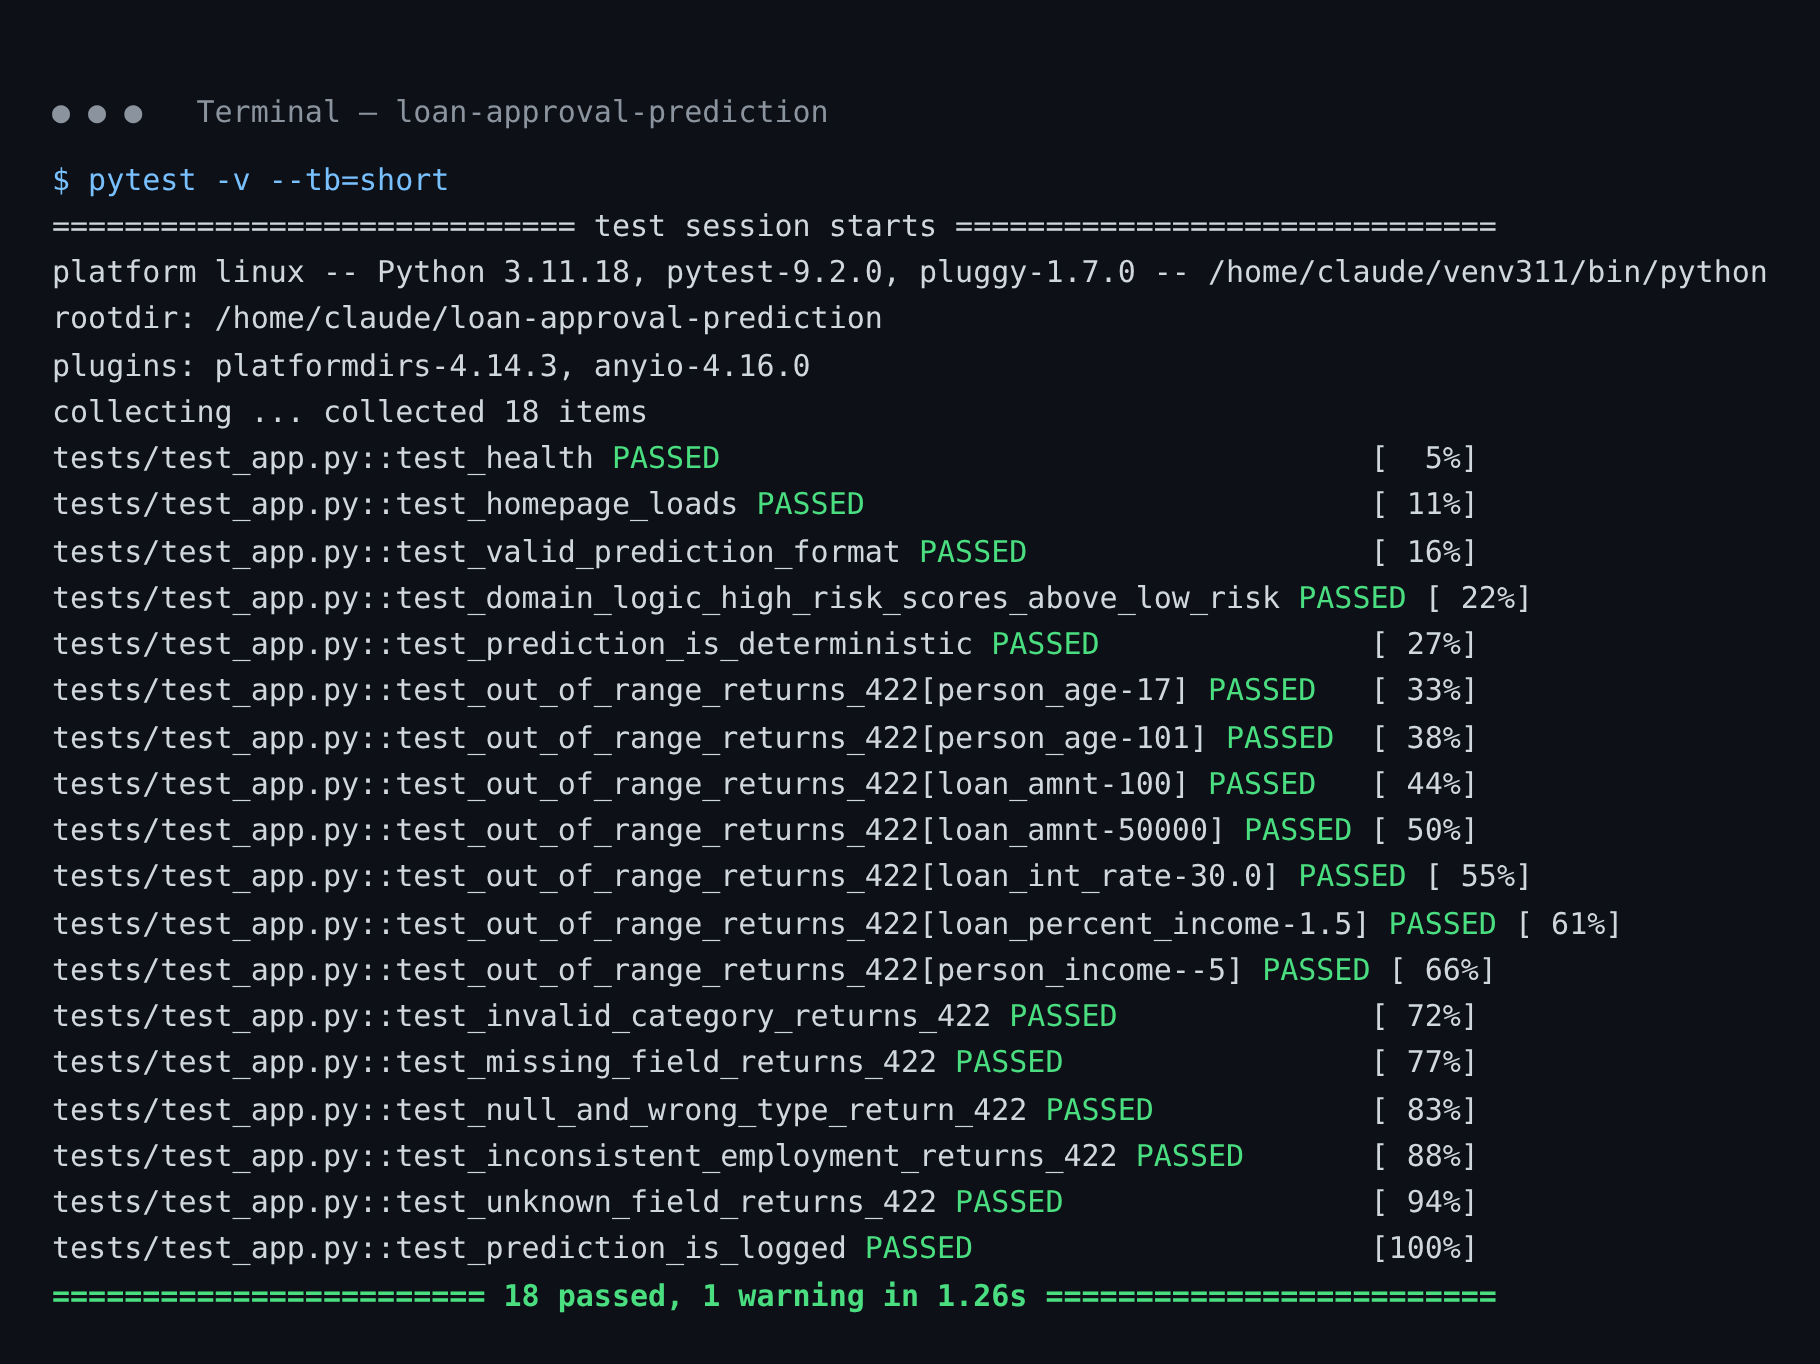 ● ● ●   Terminal — loan-approval-prediction
$ pytest -v --tb=short
============================= test session starts ==============================
platform linux -- Python 3.11.18, pytest-9.2.0, pluggy-1.7.0 -- /home/claude/venv311/bin/python
rootdir: /home/claude/loan-approval-prediction
plugins: platformdirs-4.14.3, anyio-4.16.0
collecting ... collected 18 items
tests/test_app.py::test_health PASSED                                    [  5%]
tests/test_app.py::test_homepage_loads PASSED                            [ 11%]
tests/test_app.py::test_valid_prediction_format PASSED                   [ 16%]
tests/test_app.py::test_domain_logic_high_risk_scores_above_low_risk PASSED [ 22%]
tests/test_app.py::test_prediction_is_deterministic PASSED               [ 27%]
tests/test_app.py::test_out_of_range_returns_422[person_age-17] PASSED   [ 33%]
tests/test_app.py::test_out_of_range_returns_422[person_age-101] PASSED  [ 38%]
tests/test_app.py::test_out_of_range_returns_422[loan_amnt-100] PASSED   [ 44%]
tests/test_app.py::test_out_of_range_returns_422[loan_amnt-50000] PASSED [ 50%]
tests/test_app.py::test_out_of_range_returns_422[loan_int_rate-30.0] PASSED [ 55%]
tests/test_app.py::test_out_of_range_returns_422[loan_percent_income-1.5] PASSED [ 61%]
tests/test_app.py::test_out_of_range_returns_422[person_income--5] PASSED [ 66%]
tests/test_app.py::test_invalid_category_returns_422 PASSED              [ 72%]
tests/test_app.py::test_missing_field_returns_422 PASSED                 [ 77%]
tests/test_app.py::test_null_and_wrong_type_return_422 PASSED            [ 83%]
tests/test_app.py::test_inconsistent_employment_returns_422 PASSED       [ 88%]
tests/test_app.py::test_unknown_field_returns_422 PASSED                 [ 94%]
tests/test_app.py::test_prediction_is_logged PASSED                      [100%]
======================== 18 passed, 1 warning in 1.26s =========================